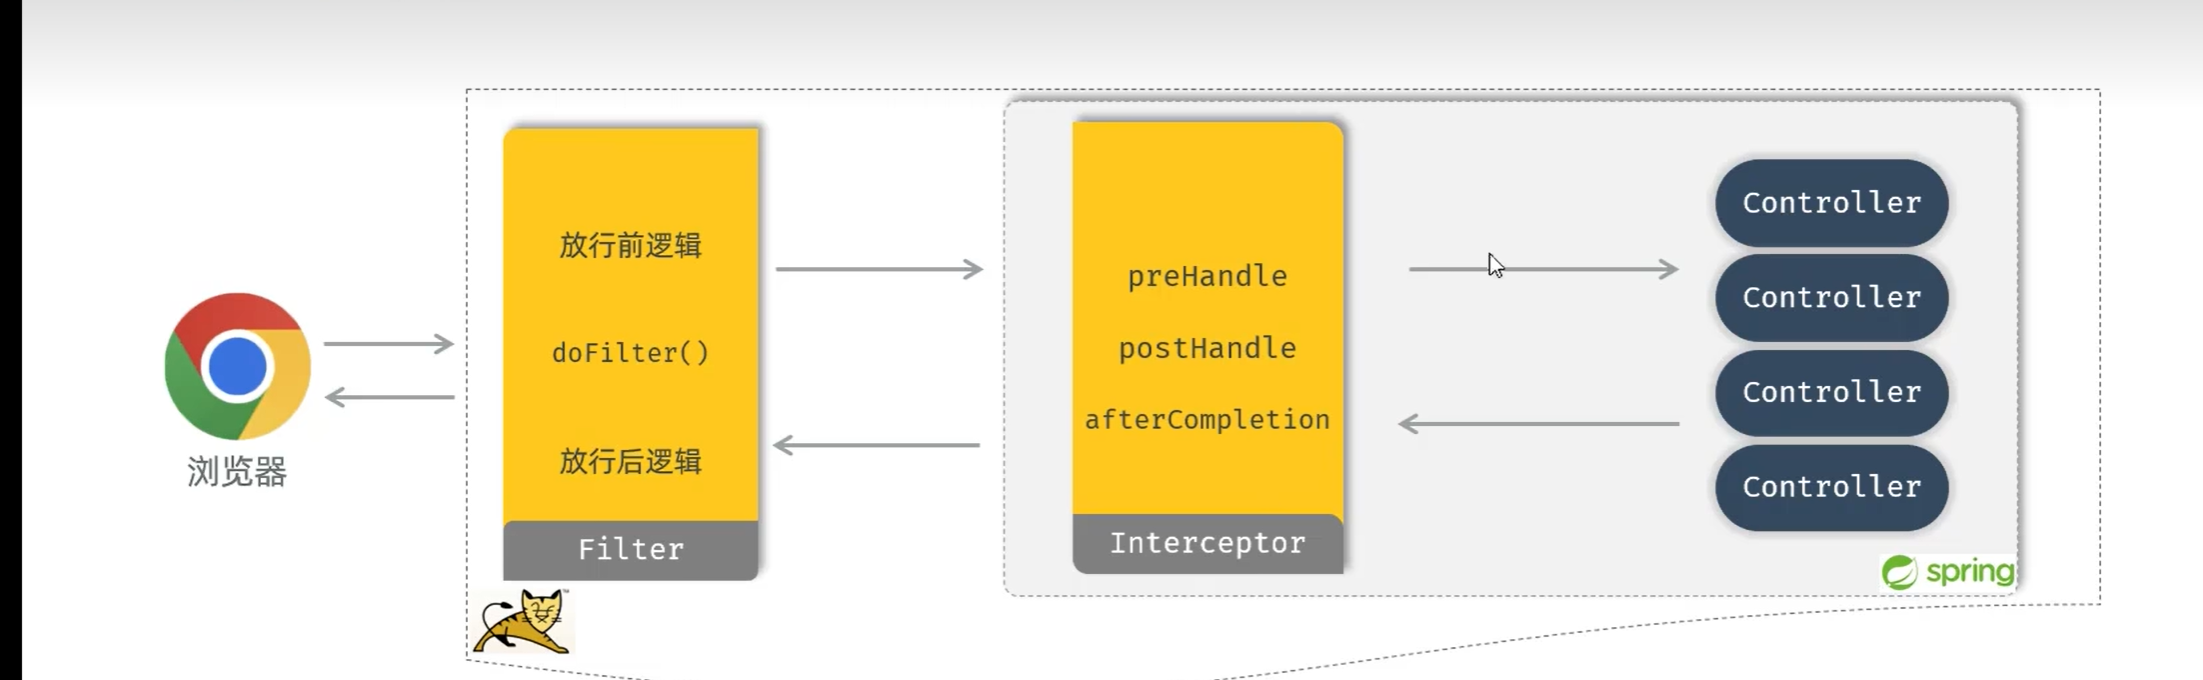 浏览器
放行前逻辑
doFilter()
放行后逻辑
Filter
preHandle
postHandle
afterCompletion
Interceptor
Controller
Controller
Controller
Controller
spring